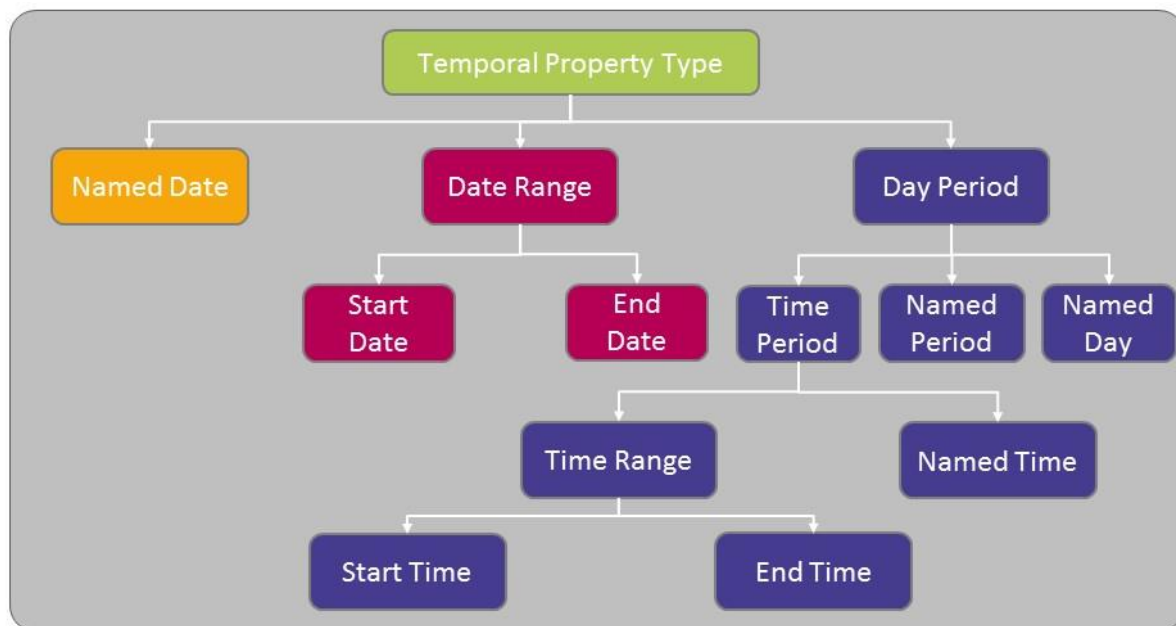 Temporal Property Type
Named Date
Date Range
Day Period
Start
Date
End
Date
Time
Period
Named
Period
Named
Day
Time Range
Named Time
Start Time
End Time